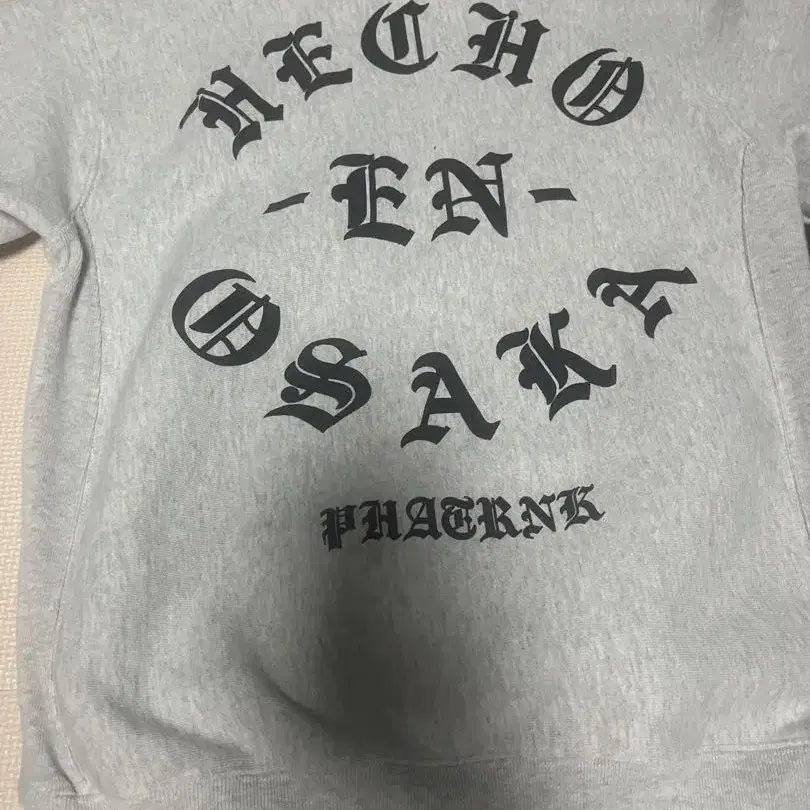 HECHO
-EN-
OSAKA
PHATRNK